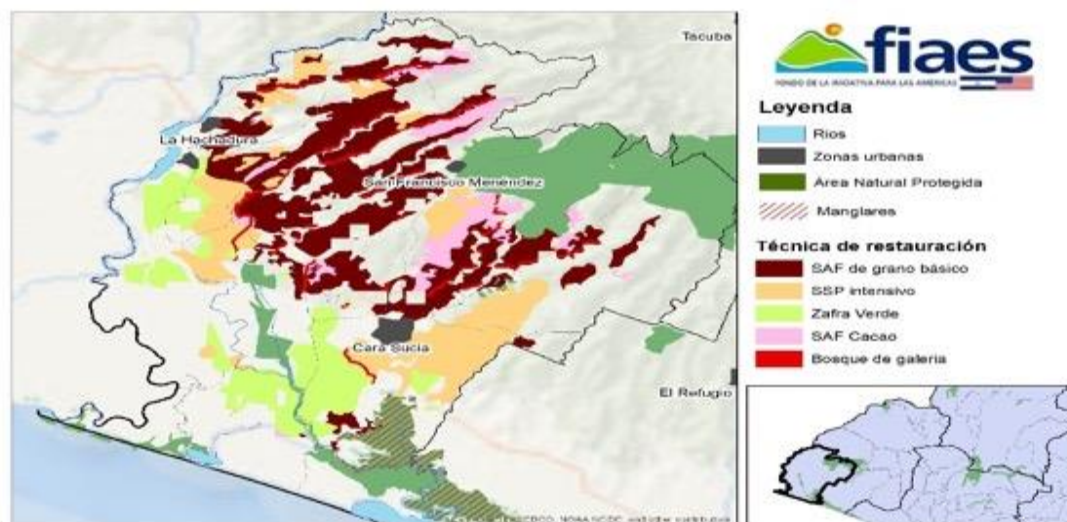 Tacuba
La Hachadura
San Francisco Menéndez
Cara Sucia
El Refugio
fiaes
FONDO DE LA INICIATIVA PARA LAS AMERICAS
Leyenda
Rios
Zonas urbanas
Área Natural Protegida
Manglares
Técnica de restauración
SAF de grano básico
SSP intensivo
Zafra Verde
SAF Cacao
Bosque de galeria